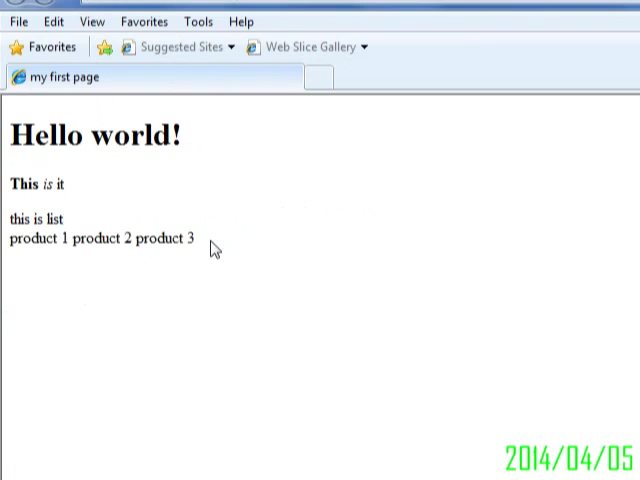 File Edit View Favorites Tools Help
Favorites Suggested Sites Web Slice Gallery
my first page
Hello world!
This is it
this is list
product 1 product 2 product 3
2014/04/05